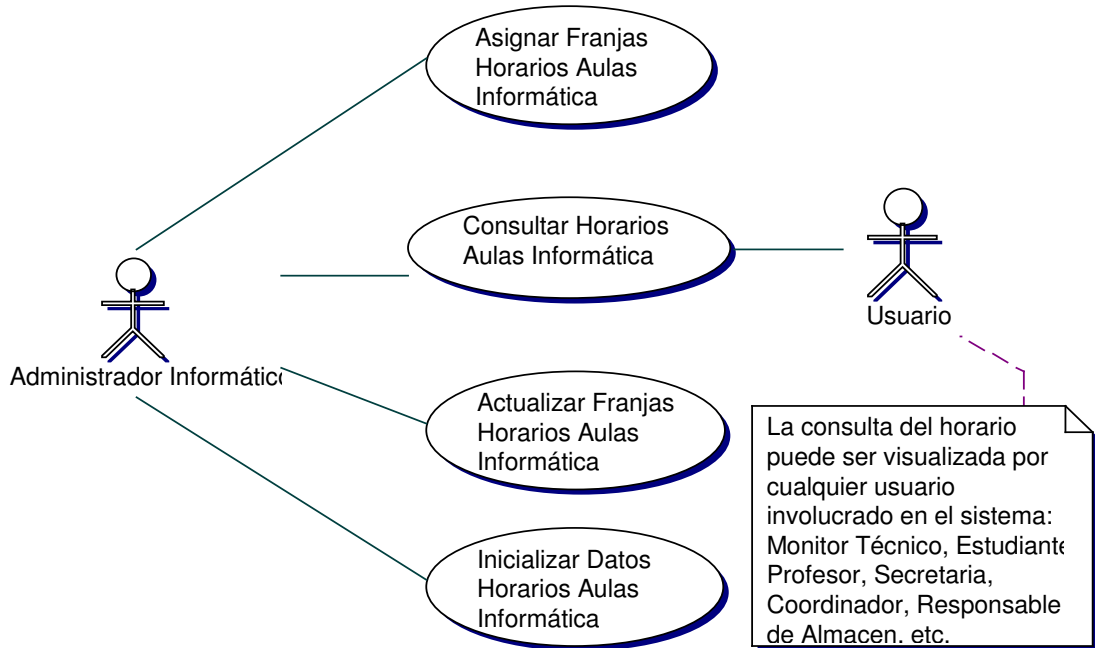 Asignar Franjas
Horarios Aulas
Informática
Consultar Horarios
Aulas Informática
Usuario
Administrador Informático
Actualizar Franjas
Horarios Aulas
Informática
La consulta del horario
puede ser visualizada por
cualquier usuario
involucrado en el sistema:
Monitor Técnico, Estudiante
Profesor, Secretaria,
Coordinador, Responsable
de Almacen. etc.
Inicializar Datos
Horarios Aulas
Informática